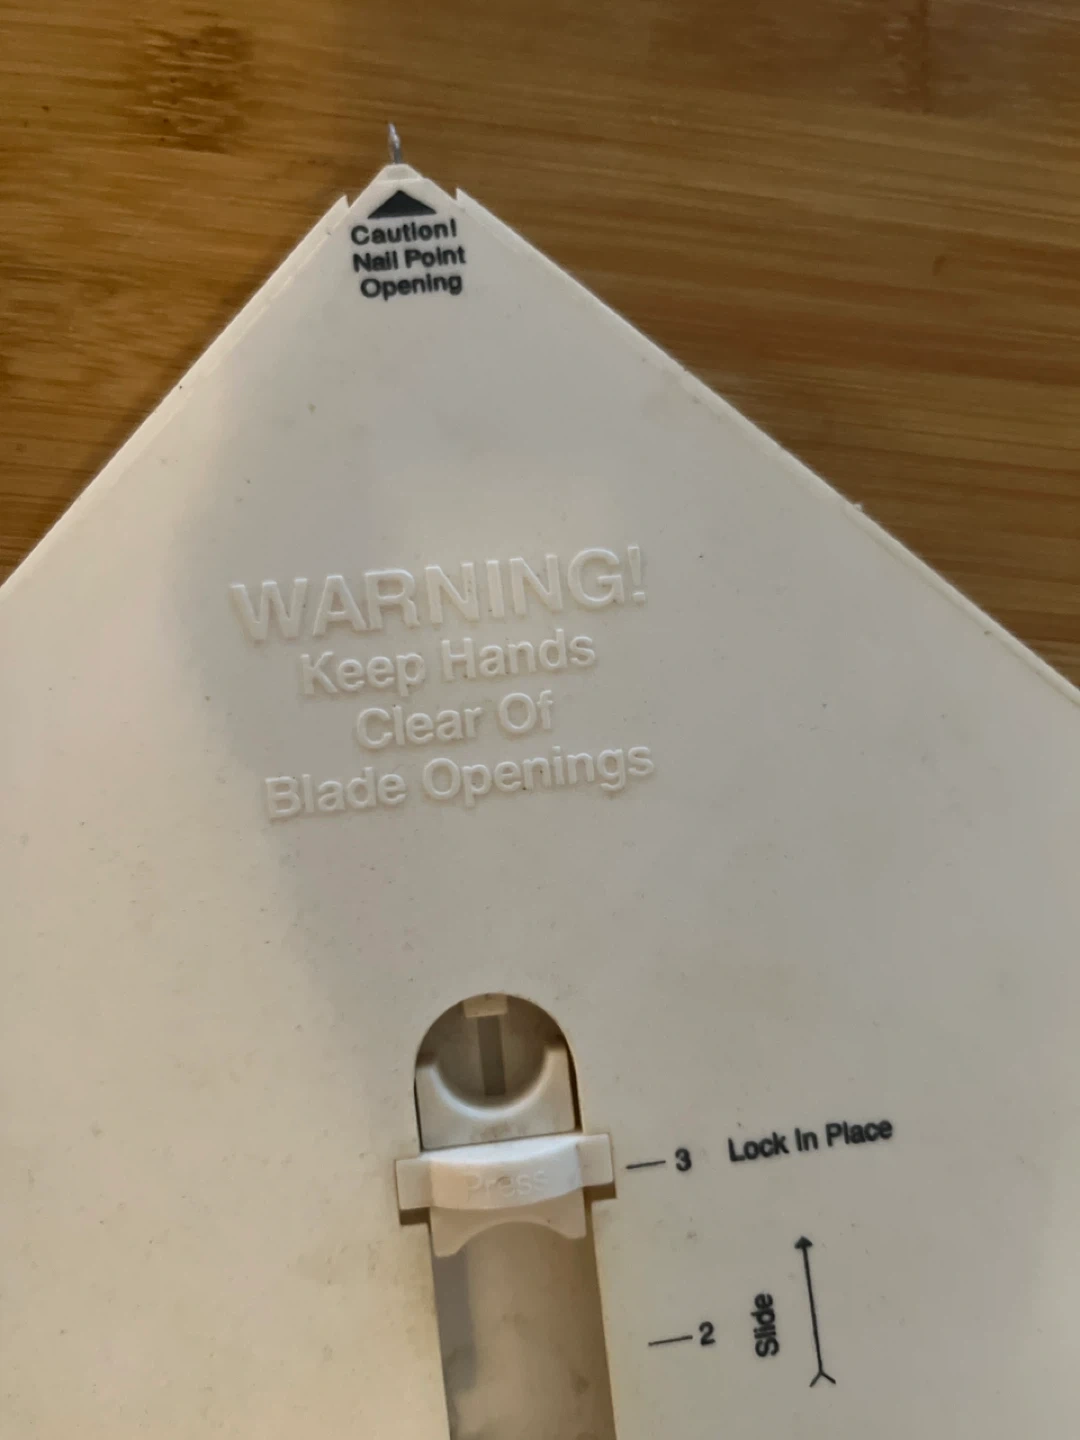 Caution!
Nail Point
Opening
WARNING!
Keep Hands
Clear Of
Blade Openings
Press
3 Lock In Place
2 Slide